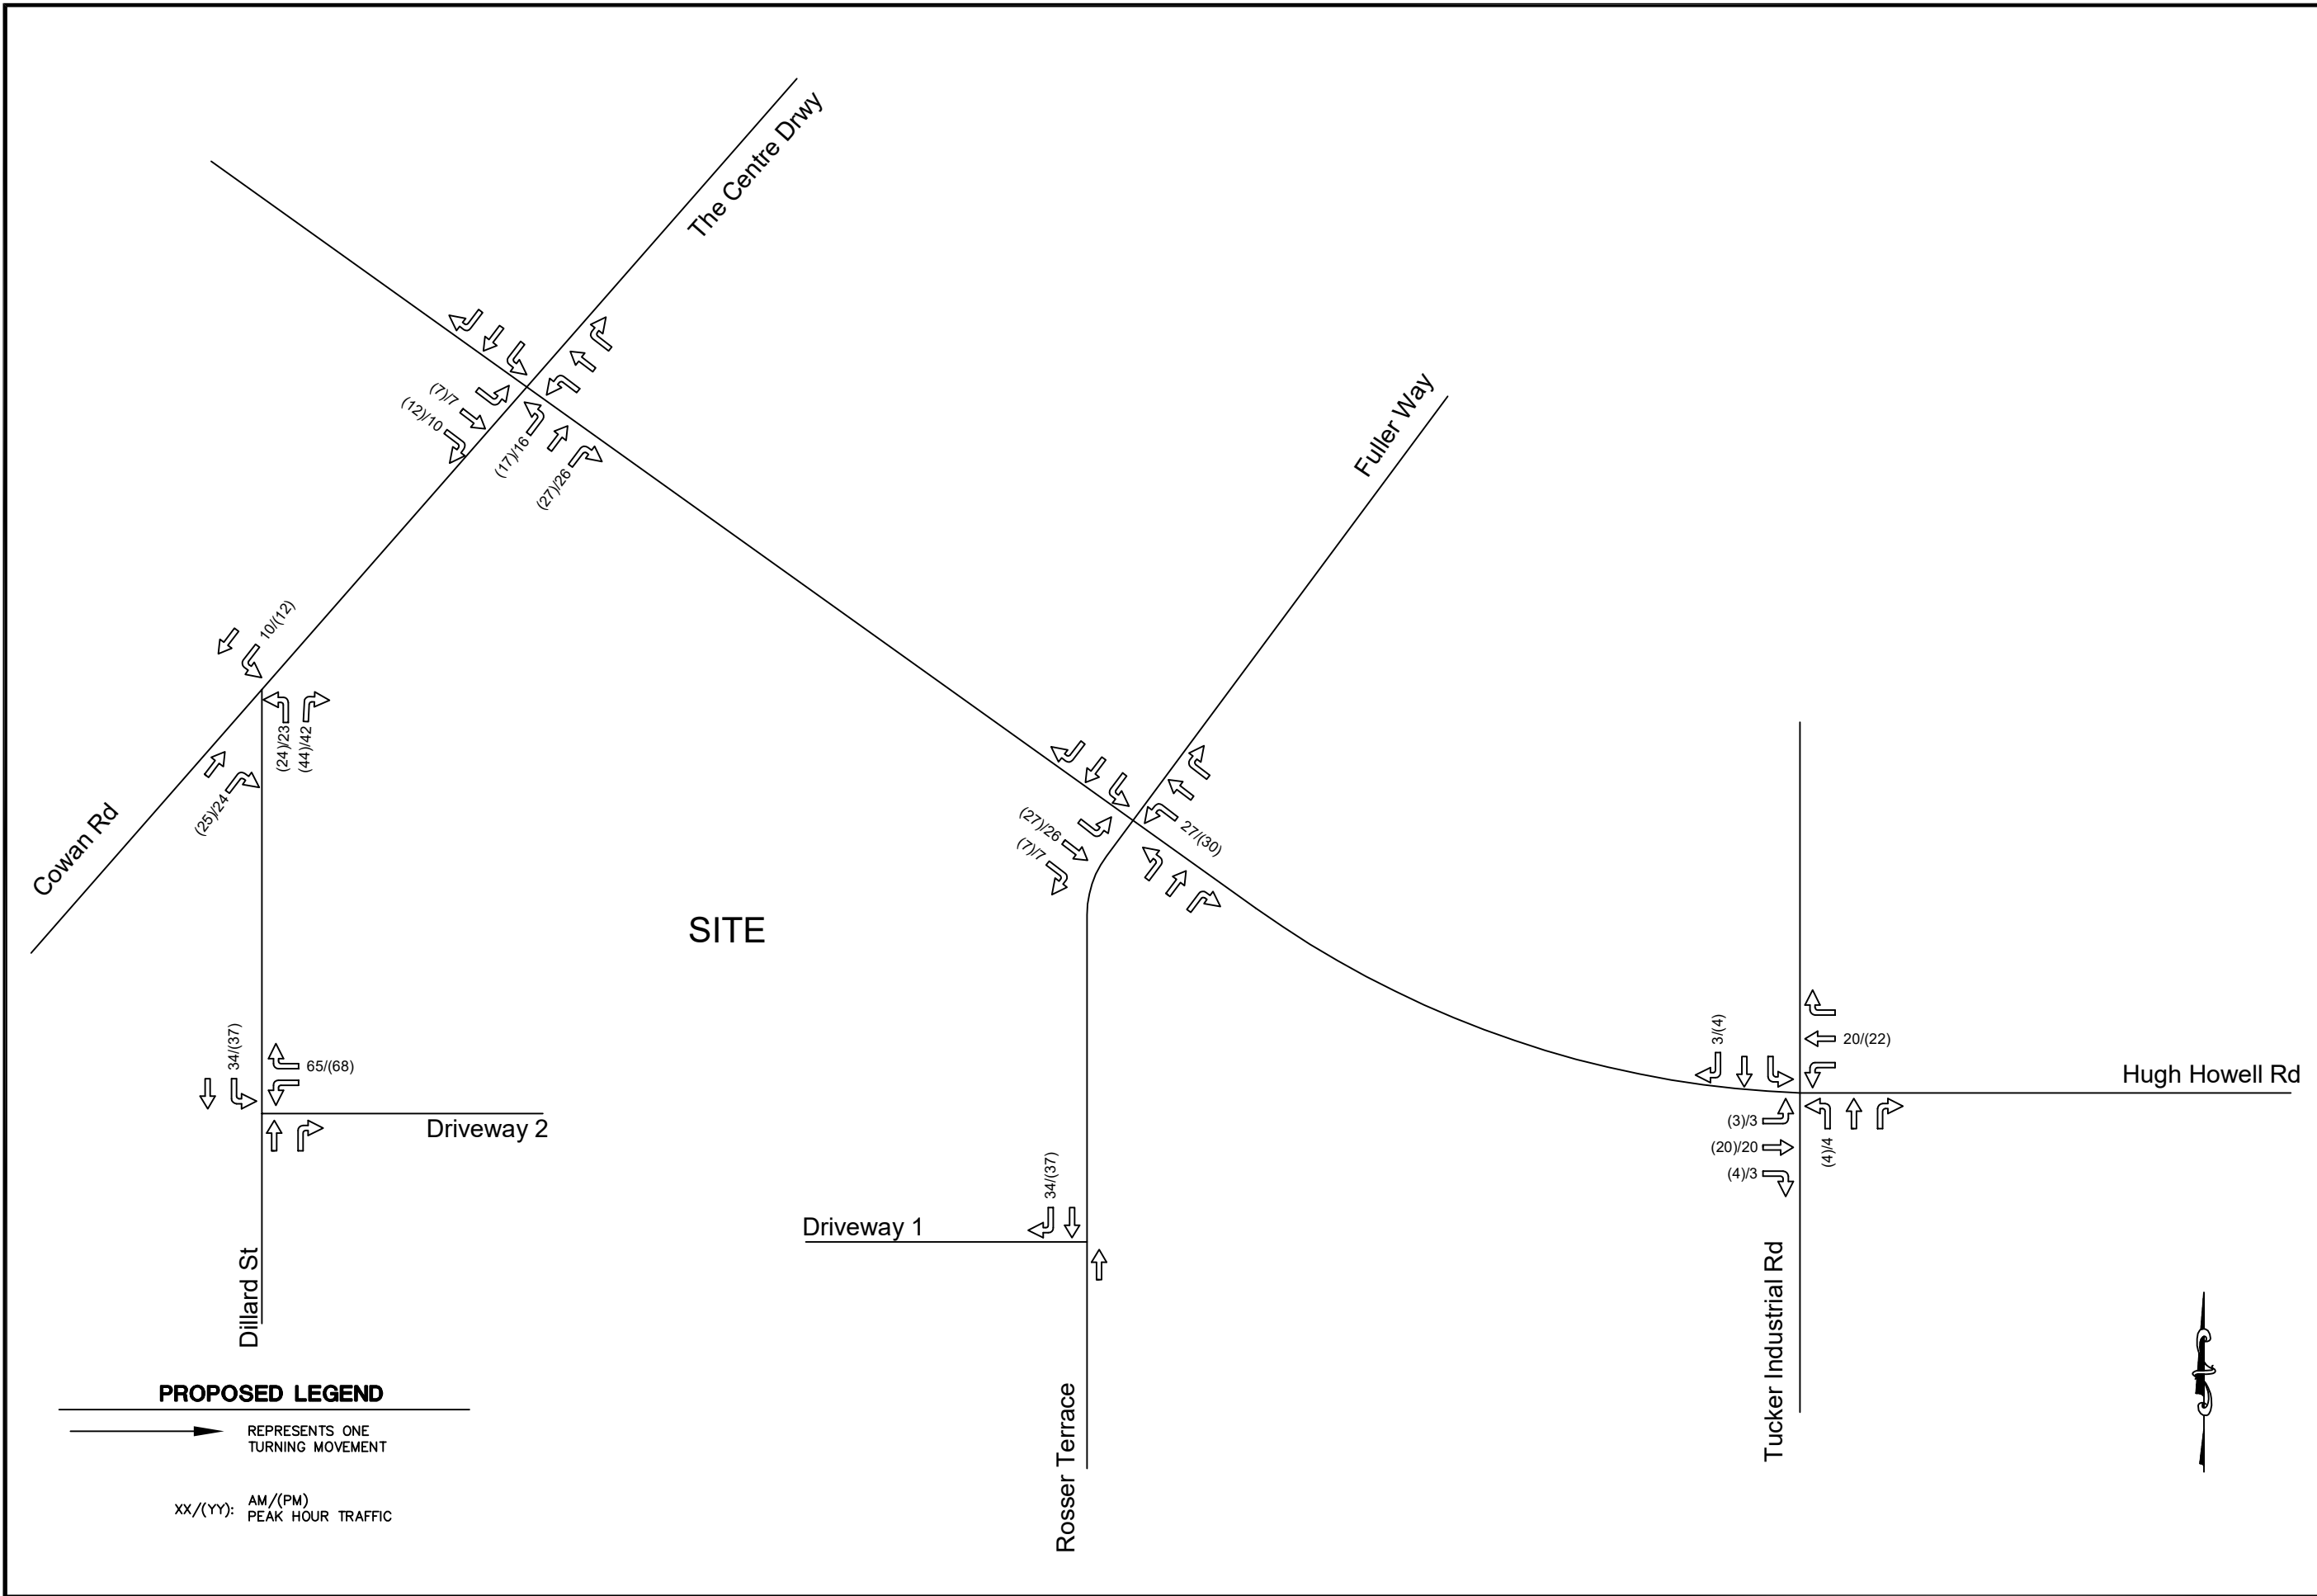 The Centre Drwy
(7)/7
(12)/10
(17)/16
(27)/26
Fuller Way
10/(12)
(24)/23
(44)/42
(25)/24
Cowan Rd
(27)/26
(7)/7
27/(30)
SITE
34/(37)
65/(68)
Driveway 2
3/(4)
20/(22)
Hugh Howell Rd
(3)/3
(20)/20
(4)/3
(4)/4
34/(37)
Driveway 1
Dillard St
Rosser Terrace
Tucker Industrial Rd
PROPOSED LEGEND
REPRESENTS ONE
TURNING MOVEMENT
XX/(YY): AM/(PM)
PEAK HOUR TRAFFIC